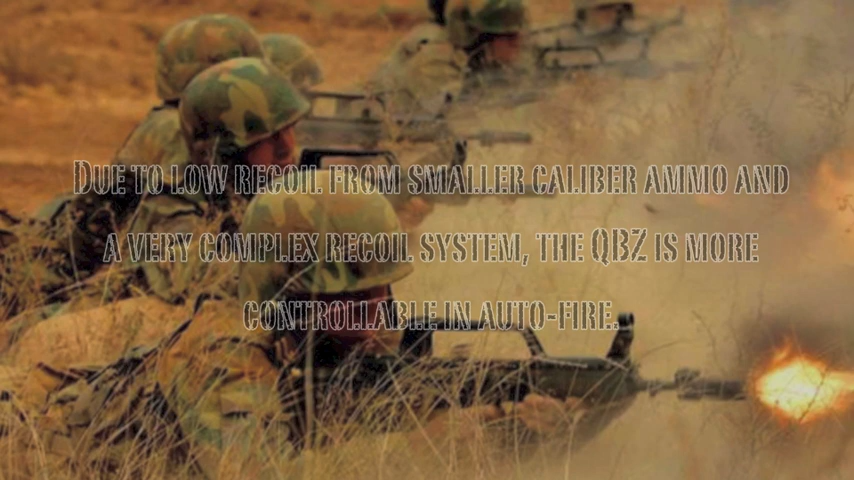 Due to low recoil from smaller caliber ammo and
a very complex recoil system, the QBZ is more
controllable in auto-fire.